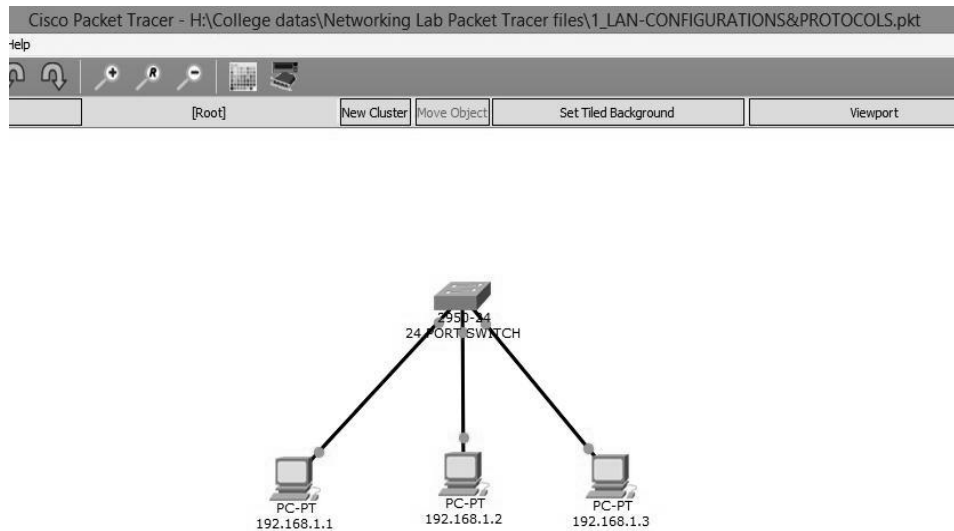 Cisco Packet Tracer - H:\College datas\Networking Lab Packet Tracer files\1_LAN-CONFIGURATIONS&PROTOCOLS.pkt
Help
[Root]
New Cluster
Move Object
Set Tiled Background
Viewport
2950-24
24 PORT SWITCH
PC-PT
192.168.1.1
PC-PT
192.168.1.2
PC-PT
192.168.1.3